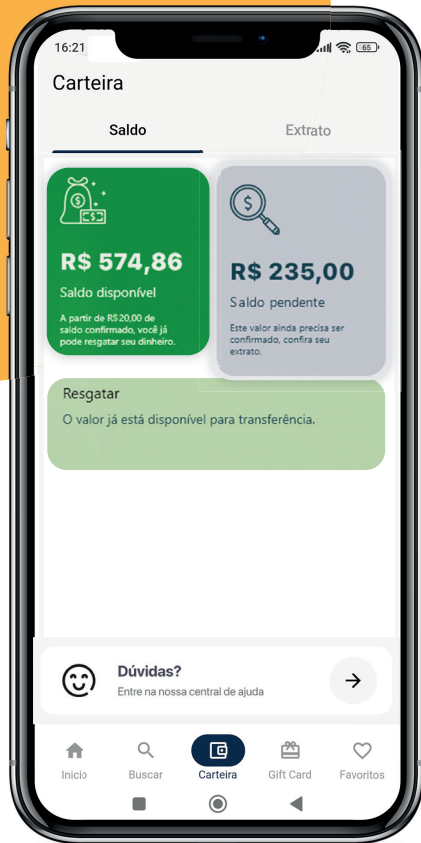 16:21
65
Carteira
Saldo
Extrato
R$ 574,86
Saldo disponível
A partir de R$20,00 de
saldo confirmado, você já
pode resgatar seu dinheiro.
R$ 235,00
Saldo pendente
Este valor ainda precisa ser
confirmado, confira seu
extrato.
Resgatar
O valor já está disponível para transferência.
Dúvidas?
Entre na nossa central de ajuda
Inicío
Buscar
Carteira
Gift Card
Favoritos